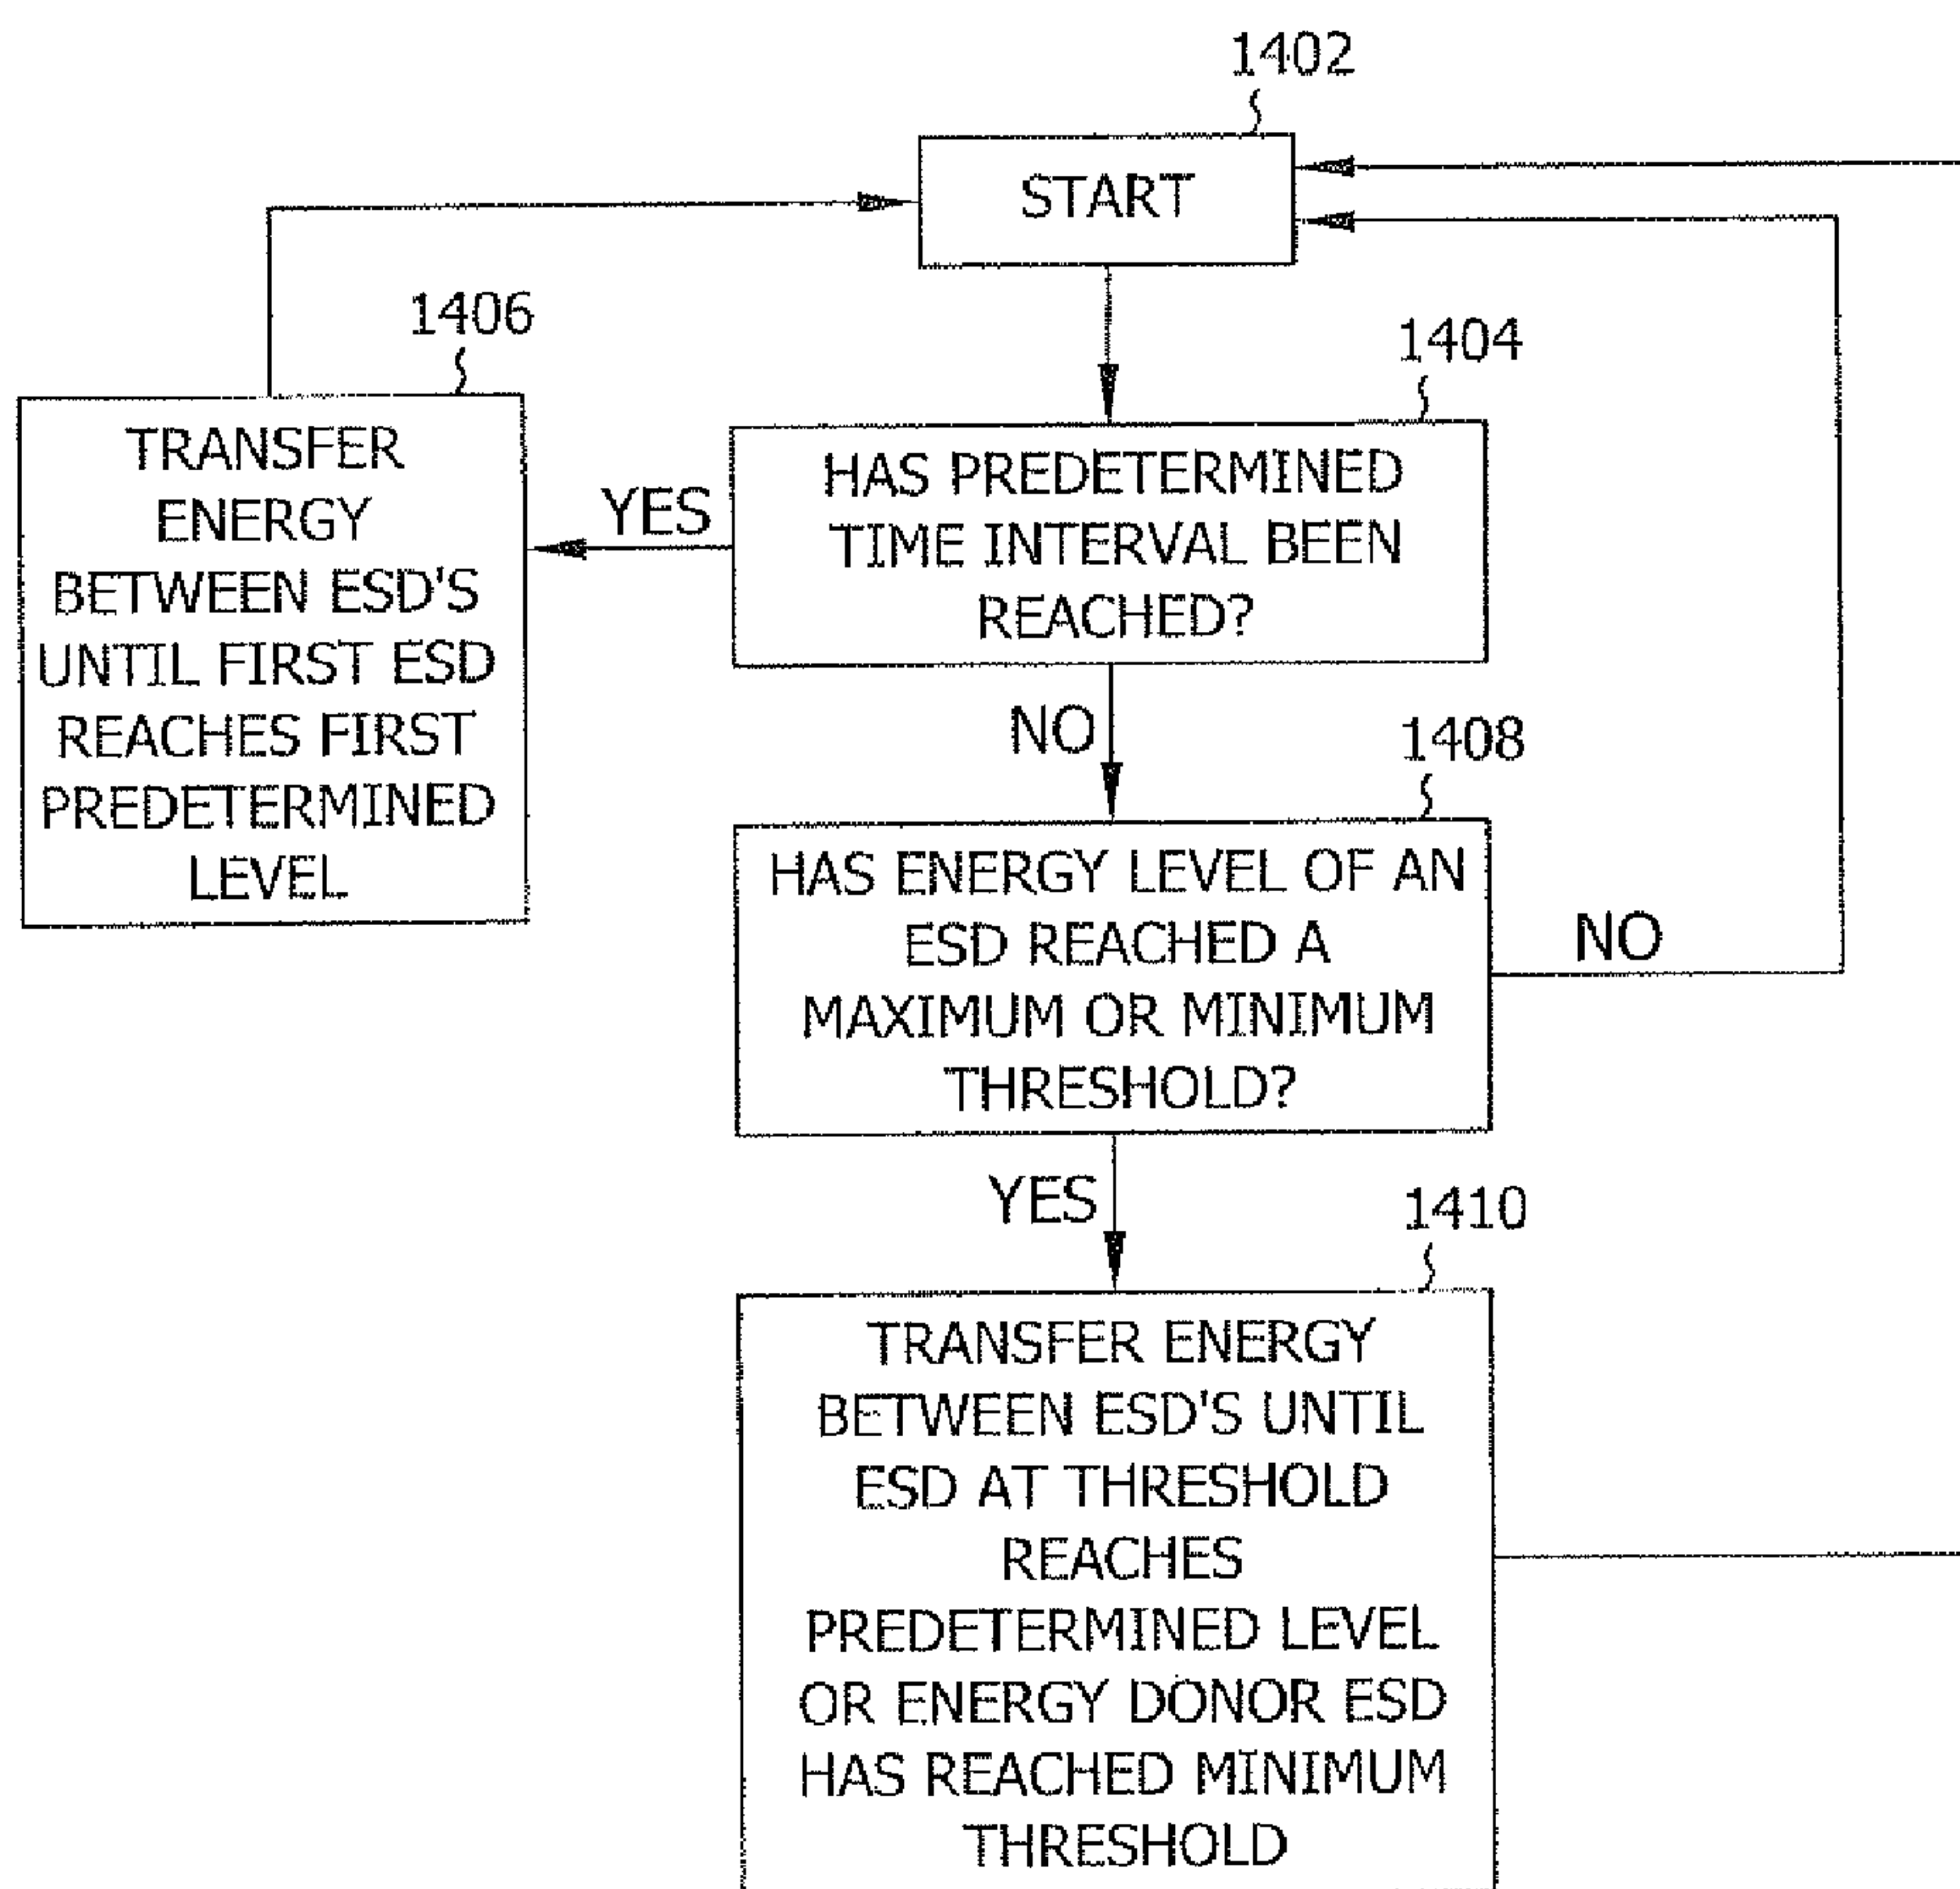 1402
START
1406
1404
TRANSFER
ENERGY
BETWEEN ESD'S
UNTIL FIRST ESD
REACHES FIRST
PREDETERMINED
LEVEL
YES
HAS PREDETERMINED
TIME INTERVAL BEEN
REACHED?
NO
1408
HAS ENERGY LEVEL OF AN
ESD REACHED A
MAXIMUM OR MINIMUM
THRESHOLD?
NO
YES
1410
TRANSFER ENERGY
BETWEEN ESD'S UNTIL
ESD AT THRESHOLD
REACHES
PREDETERMINED LEVEL
OR ENERGY DONOR ESD
HAS REACHED MINIMUM
THRESHOLD